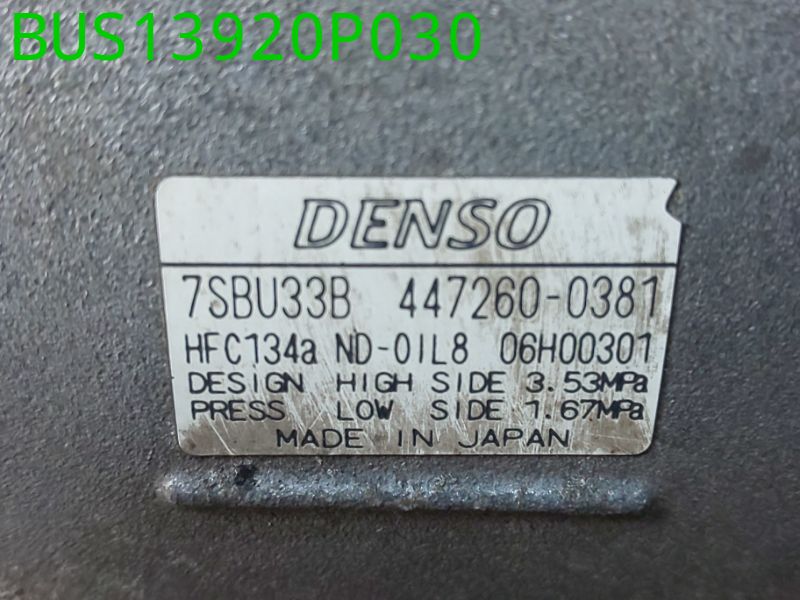 BUS13920P030
DENSO
7SBU33B 447260-0381
HFC134a ND-OIL8 06H00301
DESIGN HIGH SIDE 3.53MPa
PRESS LOW SIDE 1.67MPa
MADE IN JAPAN